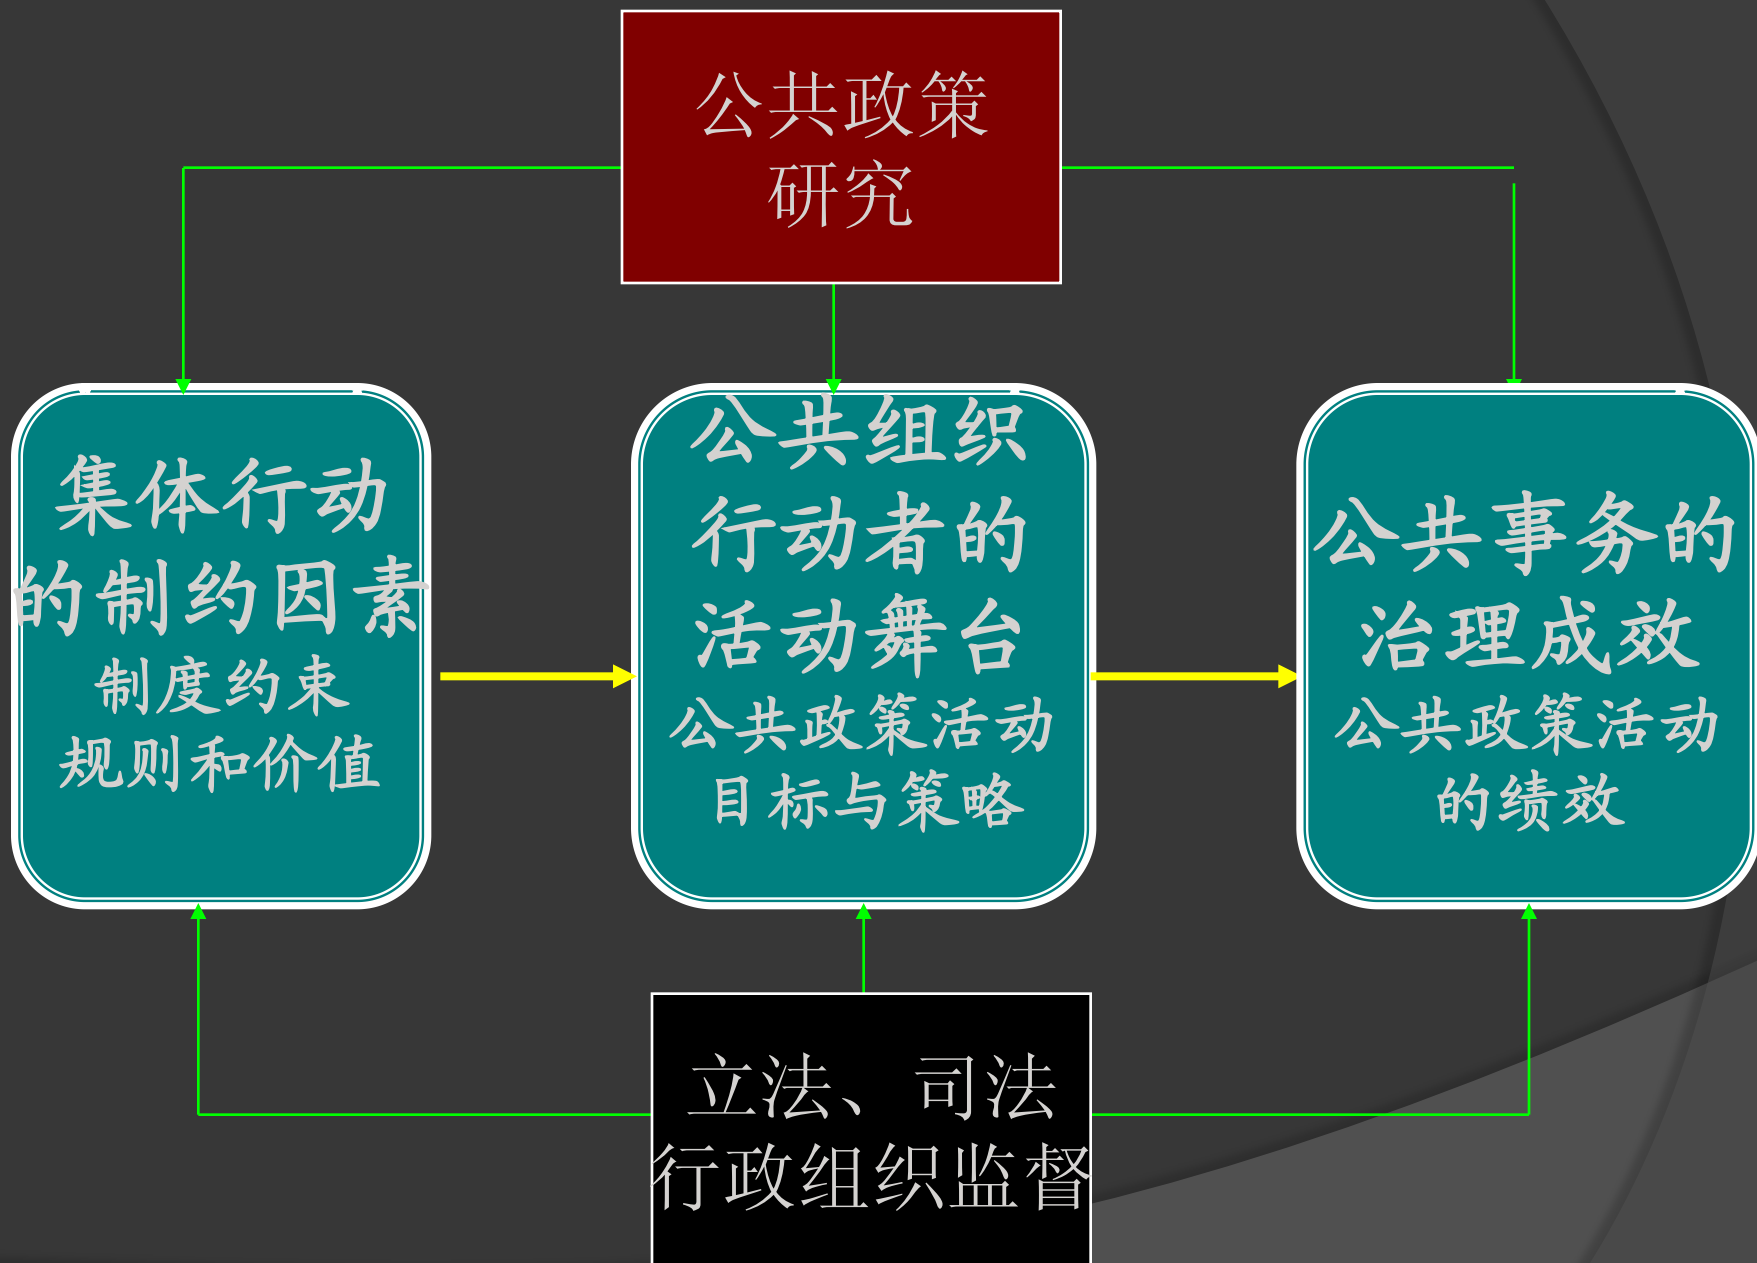 公共政策
研究
集体行动
的制约因素
制度约束
规则和价值
公共组织
行动者的
活动舞台
公共政策活动
目标与策略
公共事务的
治理成效
公共政策活动
的绩效
立法、司法
行政组织监督